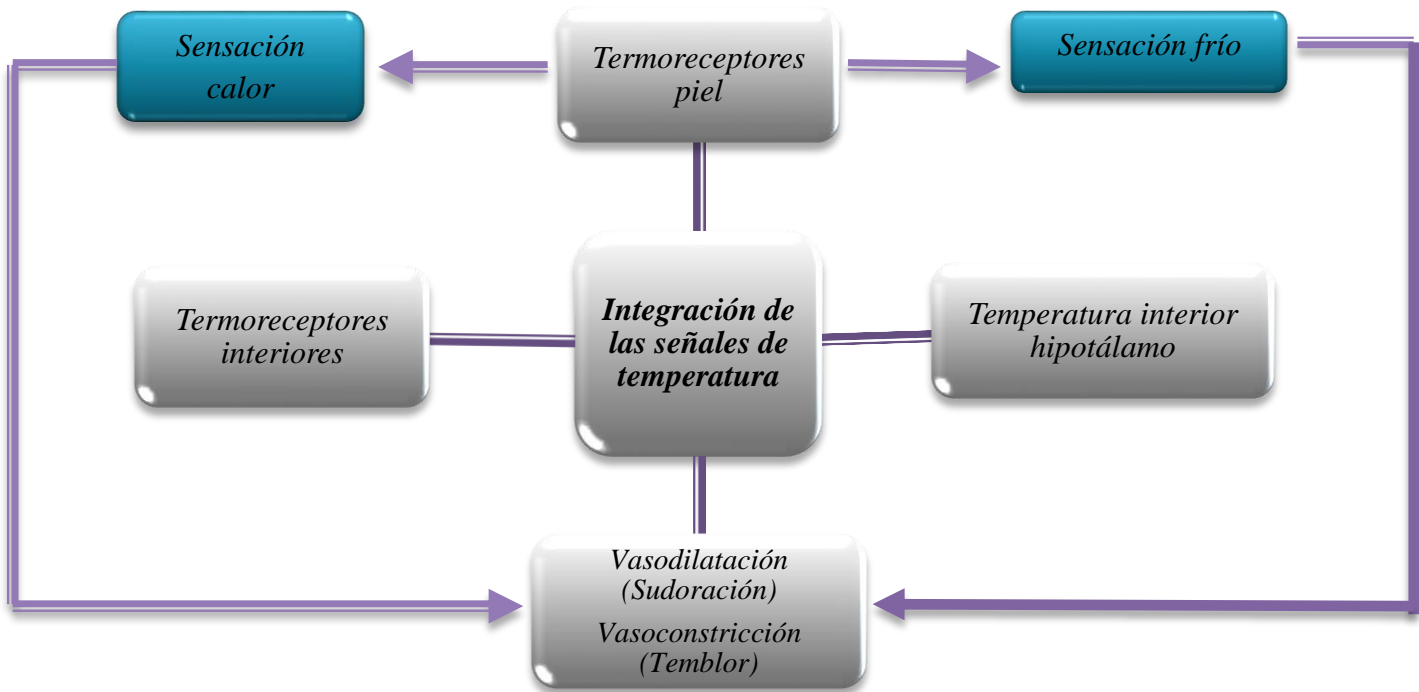 Sensación
calor
Termoreceptores
piel
Sensación frío
Termoreceptores
interiores
Integración de
las señales de
temperatura
Temperatura interior
hipotálamo
Vasodilatación
(Sudoración)
Vasoconstricción
(Temblor)